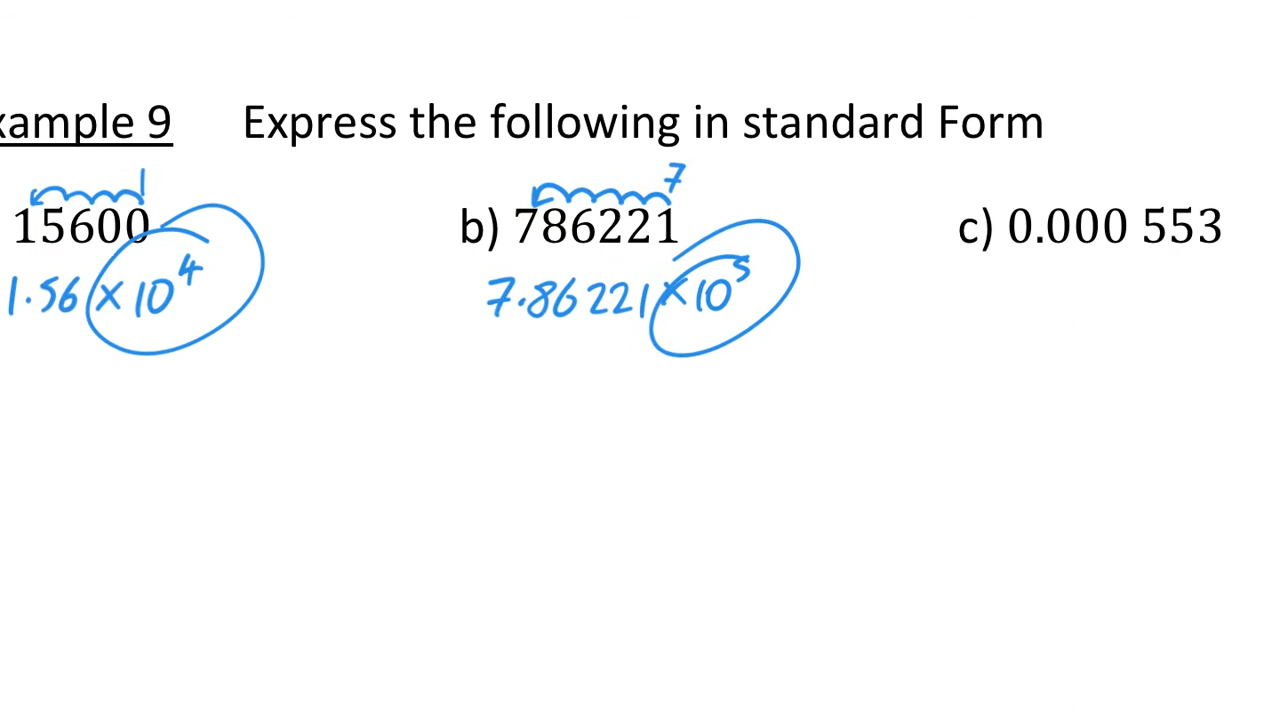 xample 9 Express the following in standard Form
15600 b) 786221 c) 0.000 553
1.56 × 10⁴ 7.86221 × 10⁵